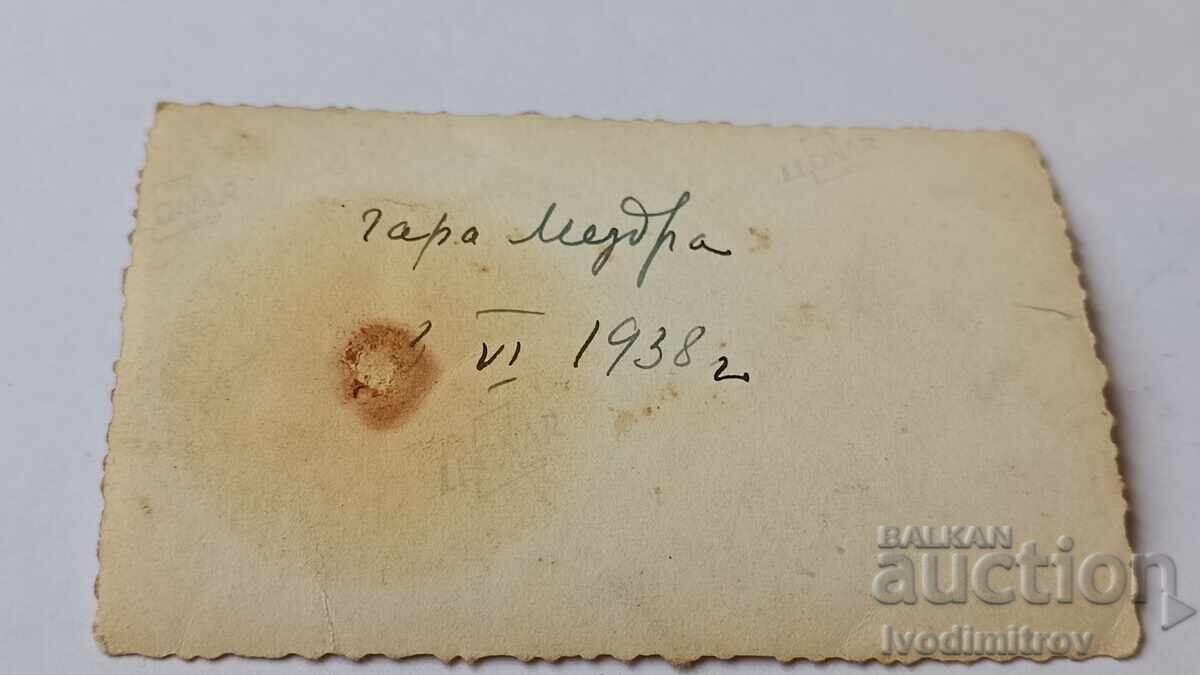 гара Мездра
VI 1938 г
BALKAN
auction
Ivodimitrov